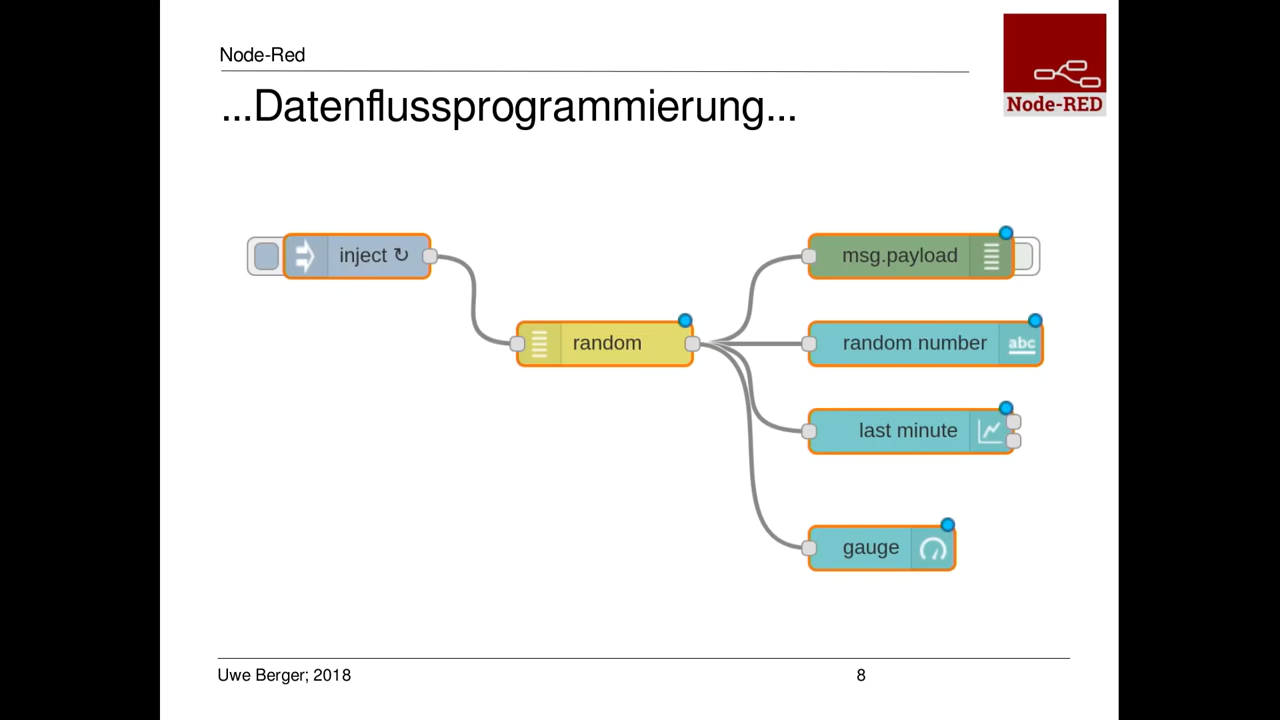 Node-Red
Node-RED
...Datenflussprogrammierung...
inject ↻
msg.payload
random
random number
abc
last minute
gauge
Uwe Berger; 2018
8